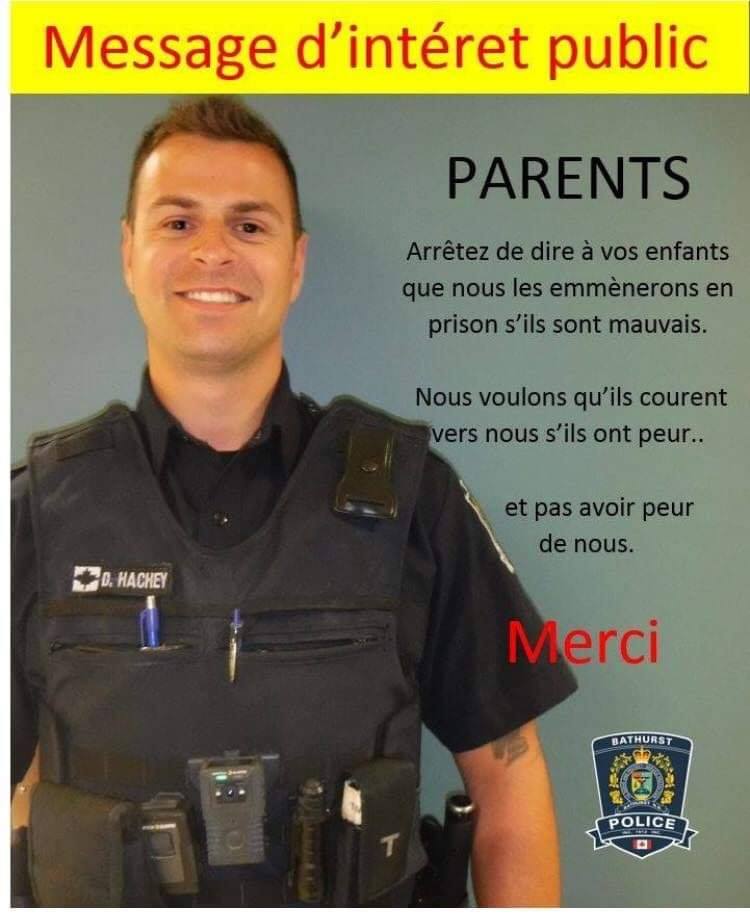 Message d'intéret public
PARENTS
Arrêtez de dire à vos enfants
que nous les emmènerons en
prison s'ils sont mauvais.
Nous voulons qu'ils courent
vers nous s'ils ont peur..
et pas avoir peur
de nous.
Merci
D. HACHEY
BATHURST
POLICE
T